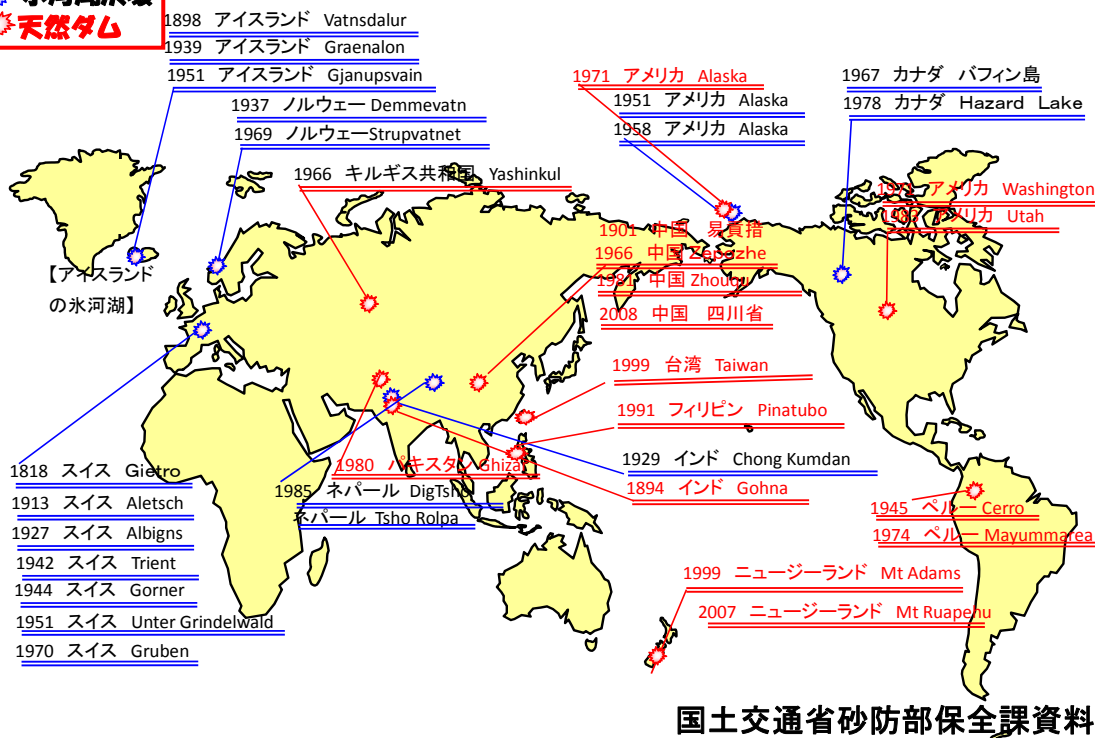 天然ダム
1898 アイスランド Vatnsdalur
1939 アイスランド Graenalon
1951 アイスランド Gjanupsvain
1937 ノルウェー Demmevatn
1969 ノルウェーStrupvatnet
1966 キルギス共和国 Yashinkul
1971 アメリカ Alaska
1951 アメリカ Alaska
1958 アメリカ Alaska
1967 カナダ バフィン島
1978 カナダ Hazard Lake
アメリカ Washington
アメリカ Utah
【アイスランド
の氷河湖】
1901 中国 易貢措
1966 中国 Zepozhe
1981 中国 Zhouqu
2008 中国 四川省
1999 台湾 Taiwan
1991 フィリピン Pinatubo
1929 インド Chong Kumdan
1894 インド Gohna
1980 パキスタン Ghiza
1985 ネパール DigTsho
ネパール Tsho Rolpa
1818 スイス Gietro
1913 スイス Aletsch
1927 スイス Albigns
1942 スイス Trient
1944 スイス Gorner
1951 スイス Unter Grindelwald
1970 スイス Gruben
1945 ペルー Cerro
1974 ペルー Mayummarea
1999 ニュージーランド Mt Adams
2007 ニュージーランド Mt Ruapehu
国土交通省砂防部保全課資料